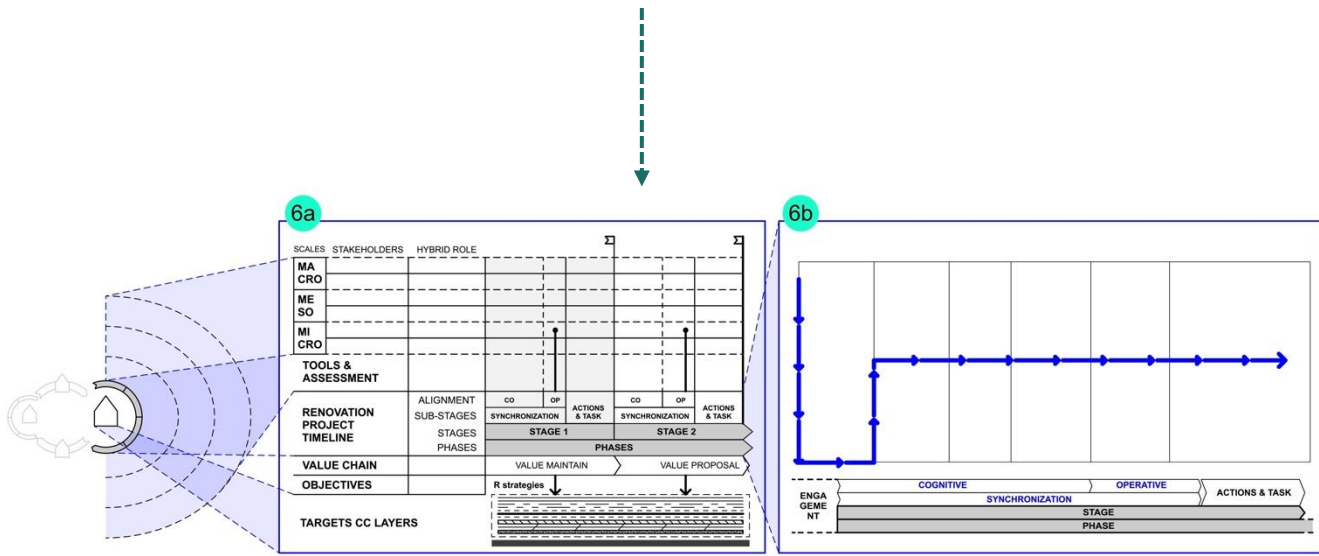 6a
6b
Σ Σ
SCALES STAKEHOLDERS HYBRID ROLE
MA
CRO
ME
SO
MI
CRO
TOOLS &
ASSESSMENT
RENOVATION
PROJECT
TIMELINE
ALIGNMENT CO OP CO OP
SUB-STAGES SYNCHRONIZATION ACTIONS
& TASK SYNCHRONIZATION ACTIONS
& TASK
STAGES STAGE 1 STAGE 2
PHASES PHASES
VALUE CHAIN VALUE MAINTAIN VALUE PROPOSAL
OBJECTIVES R strategies
TARGETS CC LAYERS
ENGA
GEME
NT
COGNITIVE OPERATIVE
SYNCHRONIZATION
ACTIONS & TASK
STAGE
PHASE